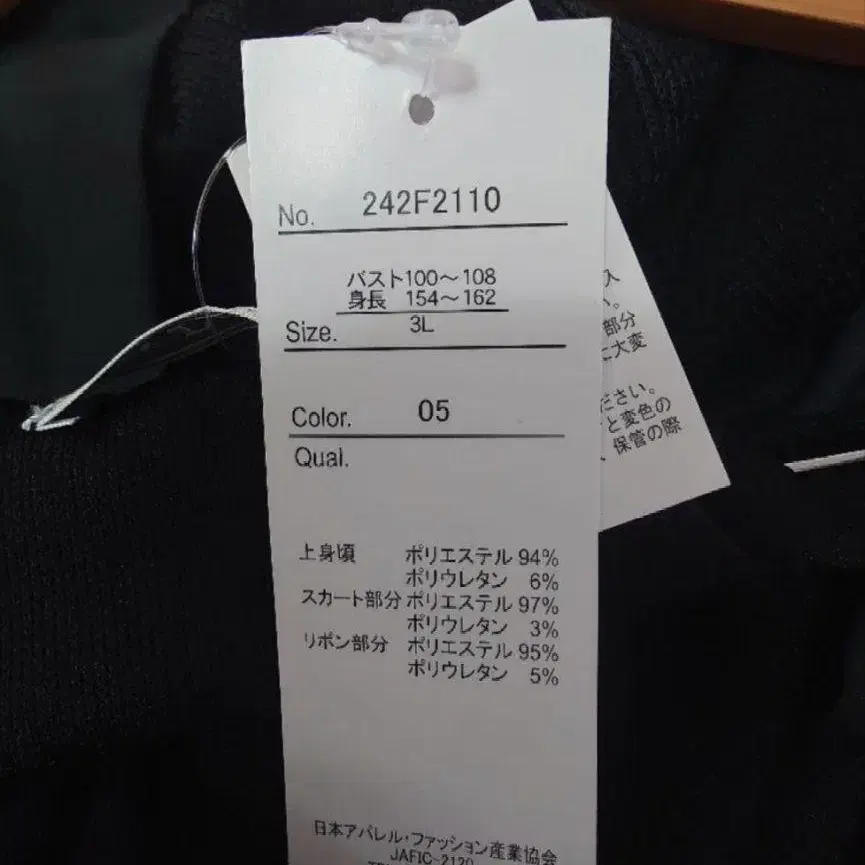 No. 242F2110
バスト100～108
身長 154～162
Size. 3L
Color. 05
Qual.
上身頃 ポリエステル 94%
ポリウレタン 6%
スカート部分 ポリエステル 97%
ポリウレタン 3%
リボン部分 ポリエステル 95%
ポリウレタン 5%
日本アパレル・ファッション産業協会
JAFIC-2120
入
い。
部分
に大変
ださい。
と変色の
保管の際